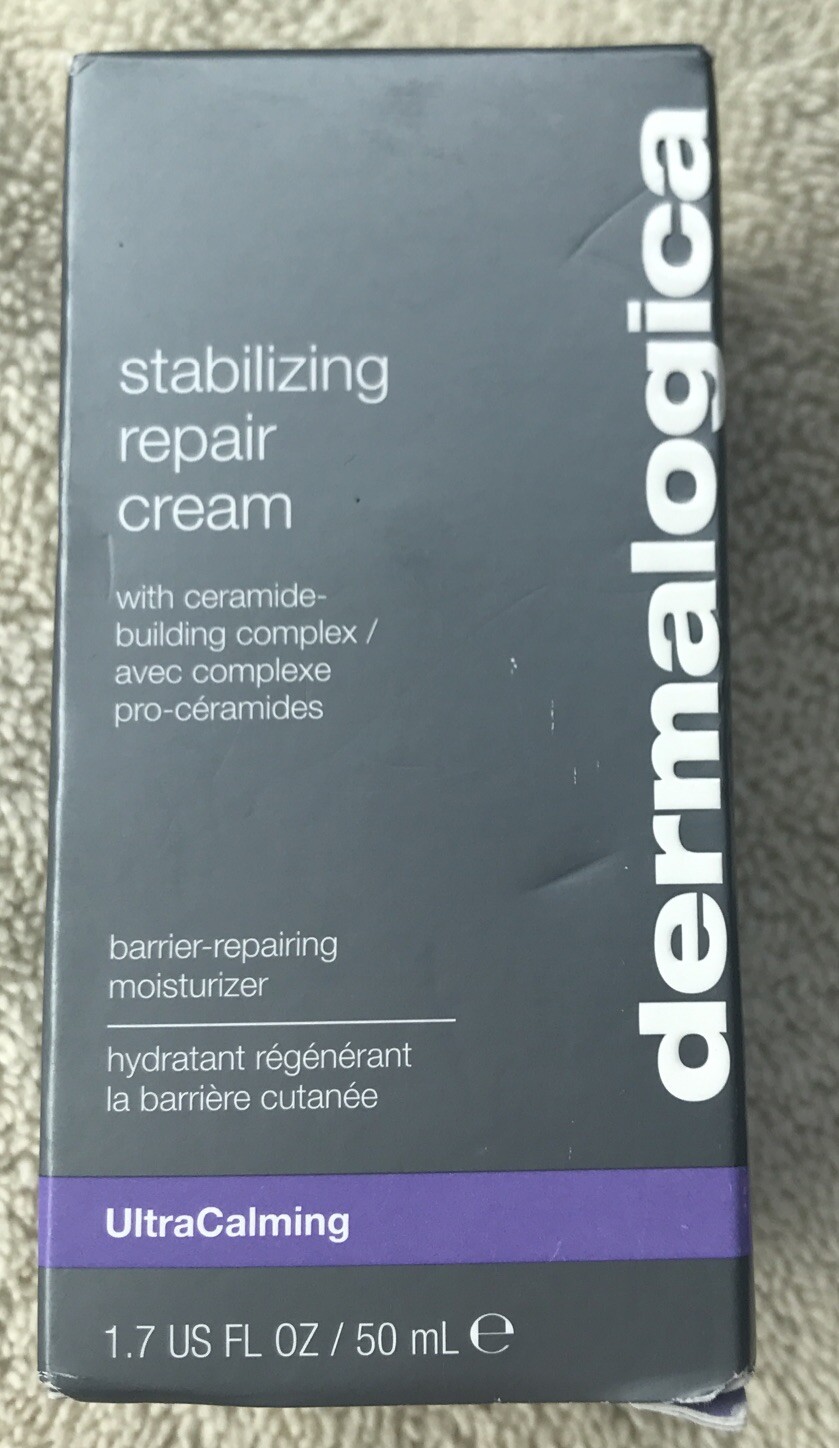 stabilizing
repair
cream
with ceramide-
building complex /
avec complexe
pro-céramides
barrier-repairing
moisturizer
hydratant régénérant
la barrière cutanée
UltraCalming
1.7 US FL OZ / 50 mL ℮
dermalogica